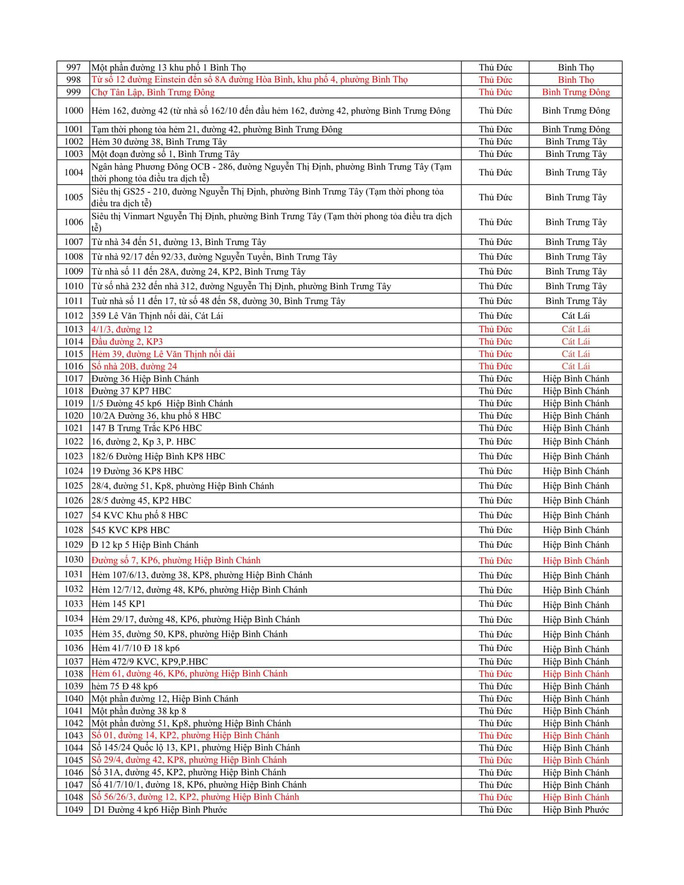 997 Một phần đường 13 khu phố 1 Bình Thọ Thủ Đức Bình Thọ
998 Từ số 12 đường Einstein đến số 8A đường Hòa Bình, khu phố 4, phường Bình Thọ Thủ Đức Bình Thọ
999 Chợ Tân Lập, Bình Trưng Đông Thủ Đức Bình Trưng Đông
1000 Hẻm 162, đường 42 (từ nhà số 162/10 đến đầu hẻm 162, đường 42, phường Bình Trưng Đông Thủ Đức Bình Trưng Đông
1001 Tạm thời phong tỏa hẻm 21, đường 42, phường Bình Trưng Đông Thủ Đức Bình Trưng Đông
1002 Hẻm 30 đường 38, Bình Trưng Tây Thủ Đức Bình Trưng Tây
1003 Một đoạn đường số 1, Bình Trưng Tây Thủ Đức Bình Trưng Tây
1004 Ngân hàng Phương Đông OCB - 286, đường Nguyễn Thị Định, phường Bình Trưng Tây (Tạm thời phong tỏa điều tra dịch tễ) Thủ Đức Bình Trưng Tây
1005 Siêu thị GS25 - 210, đường Nguyễn Thị Định, phường Bình Trưng Tây (Tạm thời phong tỏa điều tra dịch tễ) Thủ Đức Bình Trưng Tây
1006 Siêu thị Vinmart Nguyễn Thị Định, phường Bình Trưng Tây (Tạm thời phong tỏa điều tra dịch tễ) Thủ Đức Bình Trưng Tây
1007 Từ nhà 34 đến 51, đường 13, Bình Trưng Tây Thủ Đức Bình Trưng Tây
1008 Từ nhà 92/17 đến 92/33, đường Nguyễn Tuyển, Bình Trưng Tây Thủ Đức Bình Trưng Tây
1009 Từ nhà số 11 đến 28A, đường 24, KP2, Bình Trưng Tây Thủ Đức Bình Trưng Tây
1010 Từ số nhà 232 đến nhà 312, đường Nguyễn Thị Định, phường Bình Trưng Tây Thủ Đức Bình Trưng Tây
1011 Tuừ nhà số 11 đến 17, từ số 48 đến 58, đường 30, Bình Trưng Tây Thủ Đức Bình Trưng Tây
1012 359 Lê Văn Thịnh nối dài, Cát Lái Thủ Đức Cát Lái
1013 4/1/3, đường 12 Thủ Đức Cát Lái
1014 Đầu đường 2, KP3 Thủ Đức Cát Lái
1015 Hẻm 39, đường Lê Văn Thịnh nối dài Thủ Đức Cát Lái
1016 Số nhà 20B, đường 24 Thủ Đức Cát Lái
1017 Đường 36 Hiệp Bình Chánh Thủ Đức Hiệp Bình Chánh
1018 Đường 37 KP7 HBC Thủ Đức Hiệp Bình Chánh
1019 1/5 Đường 45 kp6 Hiệp Bình Chánh Thủ Đức Hiệp Bình Chánh
1020 10/2A Đường 36, khu phố 8 HBC Thủ Đức Hiệp Bình Chánh
1021 147 B Trưng Trắc KP6 HBC Thủ Đức Hiệp Bình Chánh
1022 16, đường 2, Kp 3, P. HBC Thủ Đức Hiệp Bình Chánh
1023 182/6 Đường Hiệp Bình KP8 HBC Thủ Đức Hiệp Bình Chánh
1024 19 Đường 36 KP8 HBC Thủ Đức Hiệp Bình Chánh
1025 28/4, đường 51, Kp8, phường Hiệp Bình Chánh Thủ Đức Hiệp Bình Chánh
1026 28/5 đường 45, KP2 HBC Thủ Đức Hiệp Bình Chánh
1027 54 KVC Khu phố 8 HBC Thủ Đức Hiệp Bình Chánh
1028 545 KVC KP8 HBC Thủ Đức Hiệp Bình Chánh
1029 Đ 12 kp 5 Hiệp Bình Chánh Thủ Đức Hiệp Bình Chánh
1030 Đường số 7, KP6, phường Hiệp Bình Chánh Thủ Đức Hiệp Bình Chánh
1031 Hẻm 107/6/13, đường 38, KP8, phường Hiệp Bình Chánh Thủ Đức Hiệp Bình Chánh
1032 Hẻm 12/7/12, đường 48, KP6, phường Hiệp Bình Chánh Thủ Đức Hiệp Bình Chánh
1033 Hẻm 145 KP1 Thủ Đức Hiệp Bình Chánh
1034 Hẻm 29/17, đường 48, KP6, phường Hiệp Bình Chánh Thủ Đức Hiệp Bình Chánh
1035 Hẻm 35, đường 50, KP8, phường Hiệp Bình Chánh Thủ Đức Hiệp Bình Chánh
1036 Hẻm 41/7/10 Đ 18 kp6 Thủ Đức Hiệp Bình Chánh
1037 Hẻm 472/9 KVC, KP9,P.HBC Thủ Đức Hiệp Bình Chánh
1038 Hẻm 61, đường 46, KP6, phường Hiệp Bình Chánh Thủ Đức Hiệp Bình Chánh
1039 hẻm 75 Đ 48 kp6 Thủ Đức Hiệp Bình Chánh
1040 Một phần đường 12, Hiệp Bình Chánh Thủ Đức Hiệp Bình Chánh
1041 Một phần đường 38 kp 8 Thủ Đức Hiệp Bình Chánh
1042 Một phần đường 51, Kp8, phường Hiệp Bình Chánh Thủ Đức Hiệp Bình Chánh
1043 Số 01, đường 14, KP2, phường Hiệp Bình Chánh Thủ Đức Hiệp Bình Chánh
1044 Số 145/24 Quốc lộ 13, KP1, phường Hiệp Bình Chánh Thủ Đức Hiệp Bình Chánh
1045 Số 29/4, đường 42, KP8, phường Hiệp Bình Chánh Thủ Đức Hiệp Bình Chánh
1046 Số 31A, đường 45, KP2, phường Hiệp Bình Chánh Thủ Đức Hiệp Bình Chánh
1047 Số 41/7/10/1, đường 18, KP6, phường Hiệp Bình Chánh Thủ Đức Hiệp Bình Chánh
1048 Số 56/26/3, đường 12, KP2, phường Hiệp Bình Chánh Thủ Đức Hiệp Bình Chánh
1049 D1 Đường 4 kp6 Hiệp Bình Phước Thủ Đức Hiệp Bình Phước